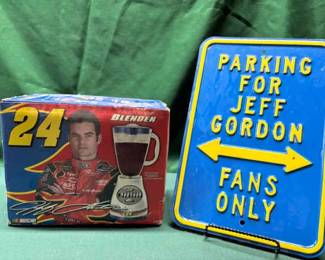 24
BLENDER
PARKING
FOR
JEFF
GORDON
FANS
ONLY